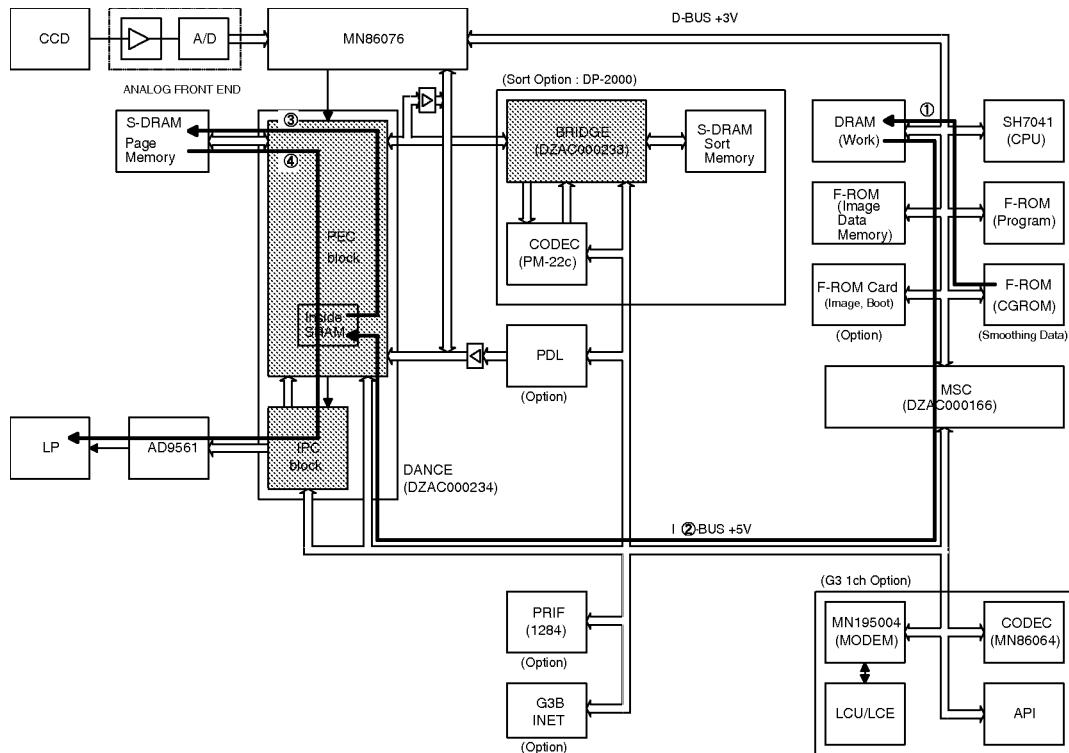 D-BUS +3V
CCD
A/D
MN86076
ANALOG FRONT END
(Sort Option : DP-2000)
S-DRAM
Page
Memory
③
④
BRIDGE
(DZAC000233)
S-DRAM
Sort
Memory
DRAM
(Work)
①
SH7041
(CPU)
F-ROM
(Image
Data
Memory)
F-ROM
(Program)
PEC
block
CODEC
(PM-22c)
F-ROM Card
(Image, Boot)
(Option)
F-ROM
(CGROM)
(Smoothing Data)
Inside
SRAM
PDL
(Option)
MSC
(DZAC000166)
LP
AD9561
IPC
block
DANCE
(DZAC000234)
I ②-BUS +5V
(G3 1ch Option)
PRIF
(1284)
(Option)
MN195004
(MODEM)
CODEC
(MN86064)
G3B
INET
(Option)
LCU/LCE
API